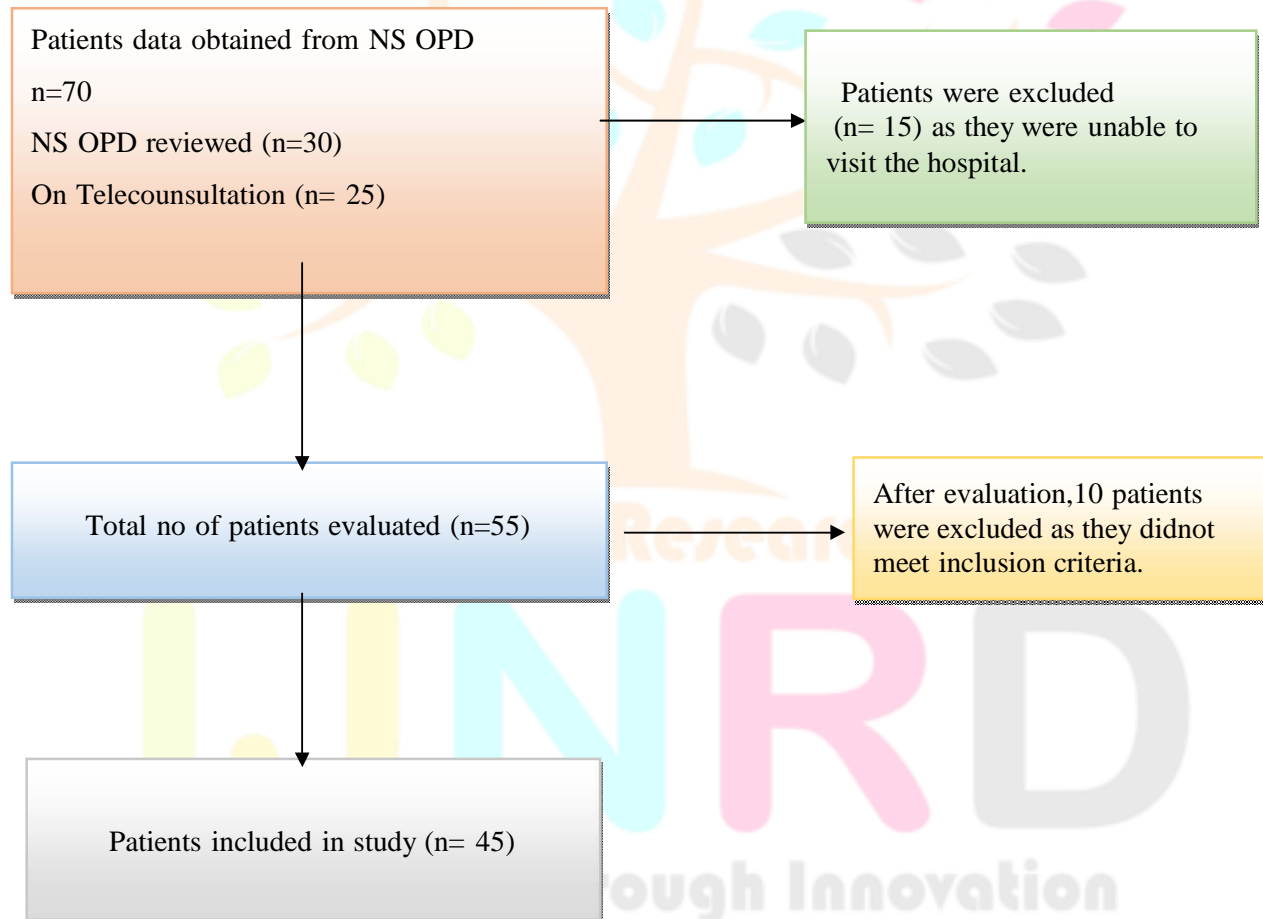 Patients data obtained from NS OPD
n=70
NS OPD reviewed (n=30)
On Telecounsultation (n= 25)
Patients were excluded
(n= 15) as they were unable to
visit the hospital.
Total no of patients evaluated (n=55)
After evaluation,10 patients
were excluded as they didnot
meet inclusion criteria.
Patients included in study (n= 45)
IJNRD
Innovation